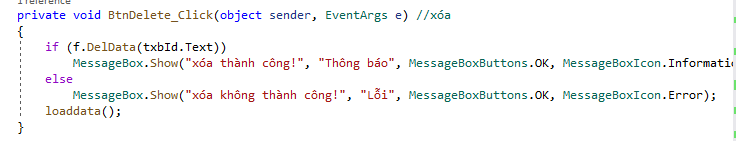 1 reference
private void BtnDelete_Click(object sender, EventArgs e) //xóa
{
if (f.DelData(txbId.Text))
MessageBox.Show("xóa thành công!", "Thông báo", MessageBoxButtons.OK, MessageBoxIcon.Informati
else
MessageBox.Show("xóa không thành công!", "Lỗi", MessageBoxButtons.OK, MessageBoxIcon.Error);
loaddata();
}